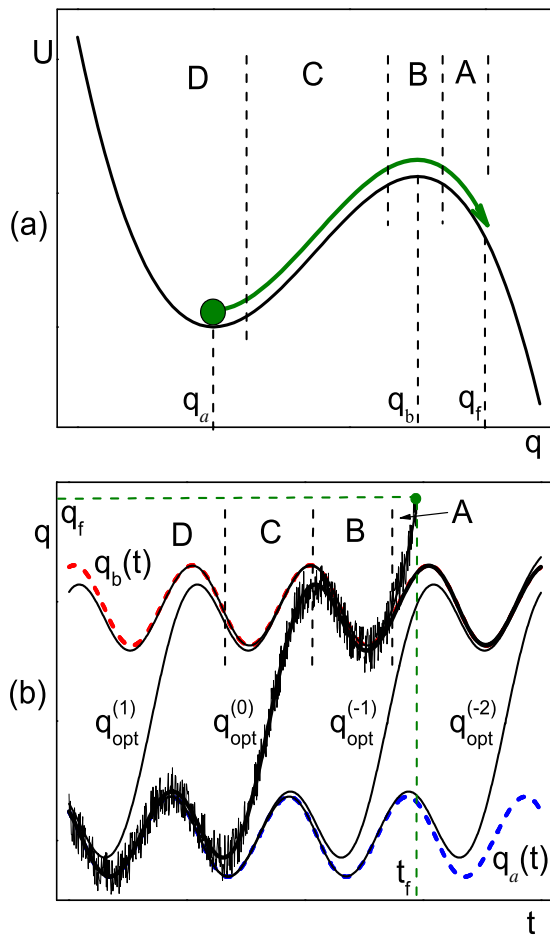 U D C B A
(a)
q_a q_b q_f
q
q q_f D C B A
q_b(t)
(b)
q_opt^(1) q_opt^(0) q_opt^(-1) q_opt^(-2)
t_f q_a(t)
t